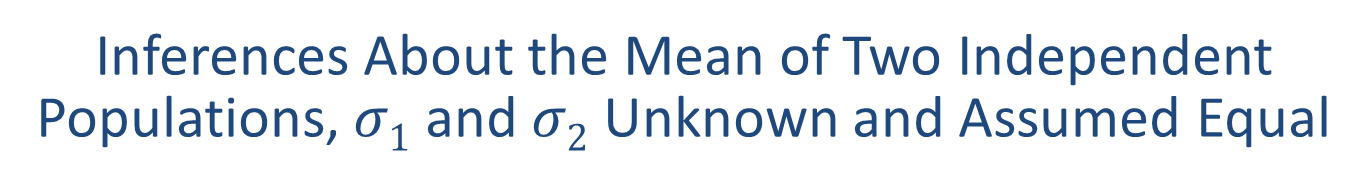 Inferences About the Mean of Two Independent
Populations, σ₁ and σ₂ Unknown and Assumed Equal